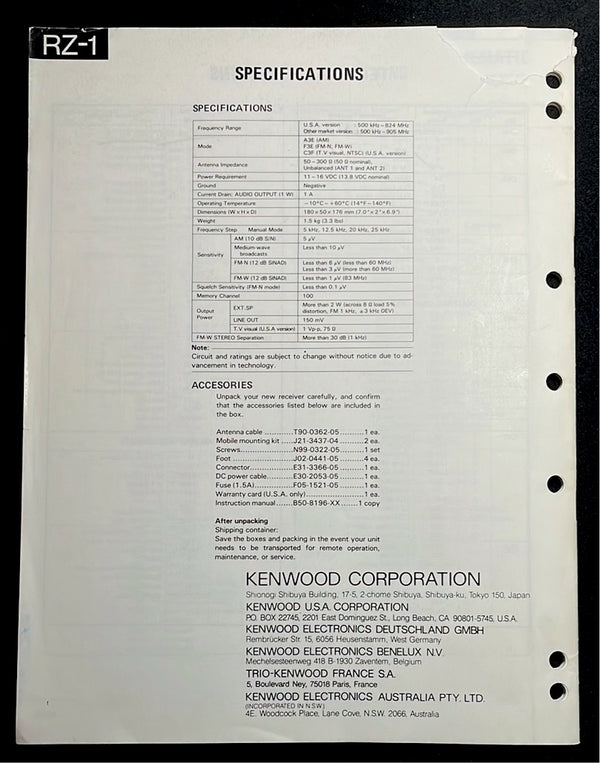 RZ-1
SPECIFICATIONS
SPECIFICATIONS
Frequency Range
U.S.A. version : 500 kHz~824 MHz
Other market version : 500 kHz~905 MHz
Mode
A3E (AM)
F3E (FM-N, FM-W)
C3F (T.V visual, NTSC) (U.S.A. version)
Antenna Impedance
50~300 Ω (50 Ω nominal),
Unbalanced (ANT 1 and ANT 2)
Power Requirement
11~16 VDC (13.8 VDC nominal)
Ground
Negative
Current Drain: AUDIO OUTPUT (1 W)
1 A
Operating Temperature
−10°C~+60°C (14°F~140°F)
Dimensions (W×H×D)
180×50×176 mm (7.0"×2"×6.9")
Weight
1.5 kg (3.3 lbs)
Frequency Step Manual Mode
5 kHz, 12.5 kHz, 20 kHz, 25 kHz
Sensitivity
AM (10 dB S/N)
5 μV
Medium-wave
broadcasts
Less than 10 μV
FM-N (12 dB SINAD)
Less than 6 μV (less than 60 MHz)
Less than 3 μV (more than 60 MHz)
FM-W (12 dB SINAD)
Less than 1 μV (83 MHz)
Squelch Sensitivity (FM-N mode)
Less than 0.1 μV
Memory Channel
100
Output
Power
EXT.SP
More than 2 W (across 8 Ω load 5%
distortion, FM 1 kHz, ±3 kHz DEV)
LINE OUT
150 mV
T.V visual (U.S.A version)
1 Vp-p, 75 Ω
FM-W STEREO Separation
More than 30 dB (1 kHz)
Note:
Circuit and ratings are subject to change without notice due to ad-
vancement in technology.
ACCESORIES
Unpack your new receiver carefully, and confirm
that the accessories listed below are included in
the box.
Antenna cable ............T90-0362-05..........1 ea.
Mobile mounting kit .....J21-3437-04..........2 ea.
Screws......................N99-0322-05..........1 set
Foot .........................J02-0441-05..........4 ea.
Connector..................E31-3366-05..........1 ea.
DC power cable...........E30-2053-05..........1 ea.
Fuse (1.5A)................F05-1521-05..........1 ea.
Warranty card (U.S.A. only)........................1 ea.
Instruction manual.......B50-8196-XX.......1 copy
After unpacking
Shipping container:
Save the boxes and packing in the event your unit
needs to be transported for remote operation,
maintenance, or service.
KENWOOD CORPORATION
Shionogi Shibuya Building, 17-5, 2-chome Shibuya, Shibuya-ku, Tokyo 150, Japan
KENWOOD U.S.A. CORPORATION
P.O. BOX 22745, 2201 East Dominguez St., Long Beach, CA 90801-5745, U.S.A.
KENWOOD ELECTRONICS DEUTSCHLAND GMBH
Rembrücker Str. 15, 6056 Heusenstamm, West Germany
KENWOOD ELECTRONICS BENELUX N.V.
Mechelsesteenweg 418 B-1930 Zaventem, Belgium
TRIO-KENWOOD FRANCE S.A.
5, Boulevard Ney, 75018 Paris, France
KENWOOD ELECTRONICS AUSTRALIA PTY. LTD.
(INCORPORATED IN N.S.W.)
4E. Woodcock Place, Lane Cove, N.S.W. 2066, Australia